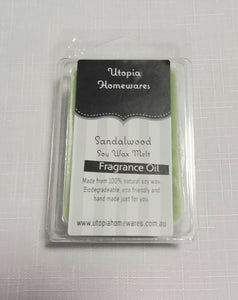 Utopia
Homewares
Sandalwood
Soy Wax Melt
Fragrance Oil
Made from 100% natural soy wax.
Biodegradable, eco friendly and
hand made just for you.
www.utopiahomewares.com.au